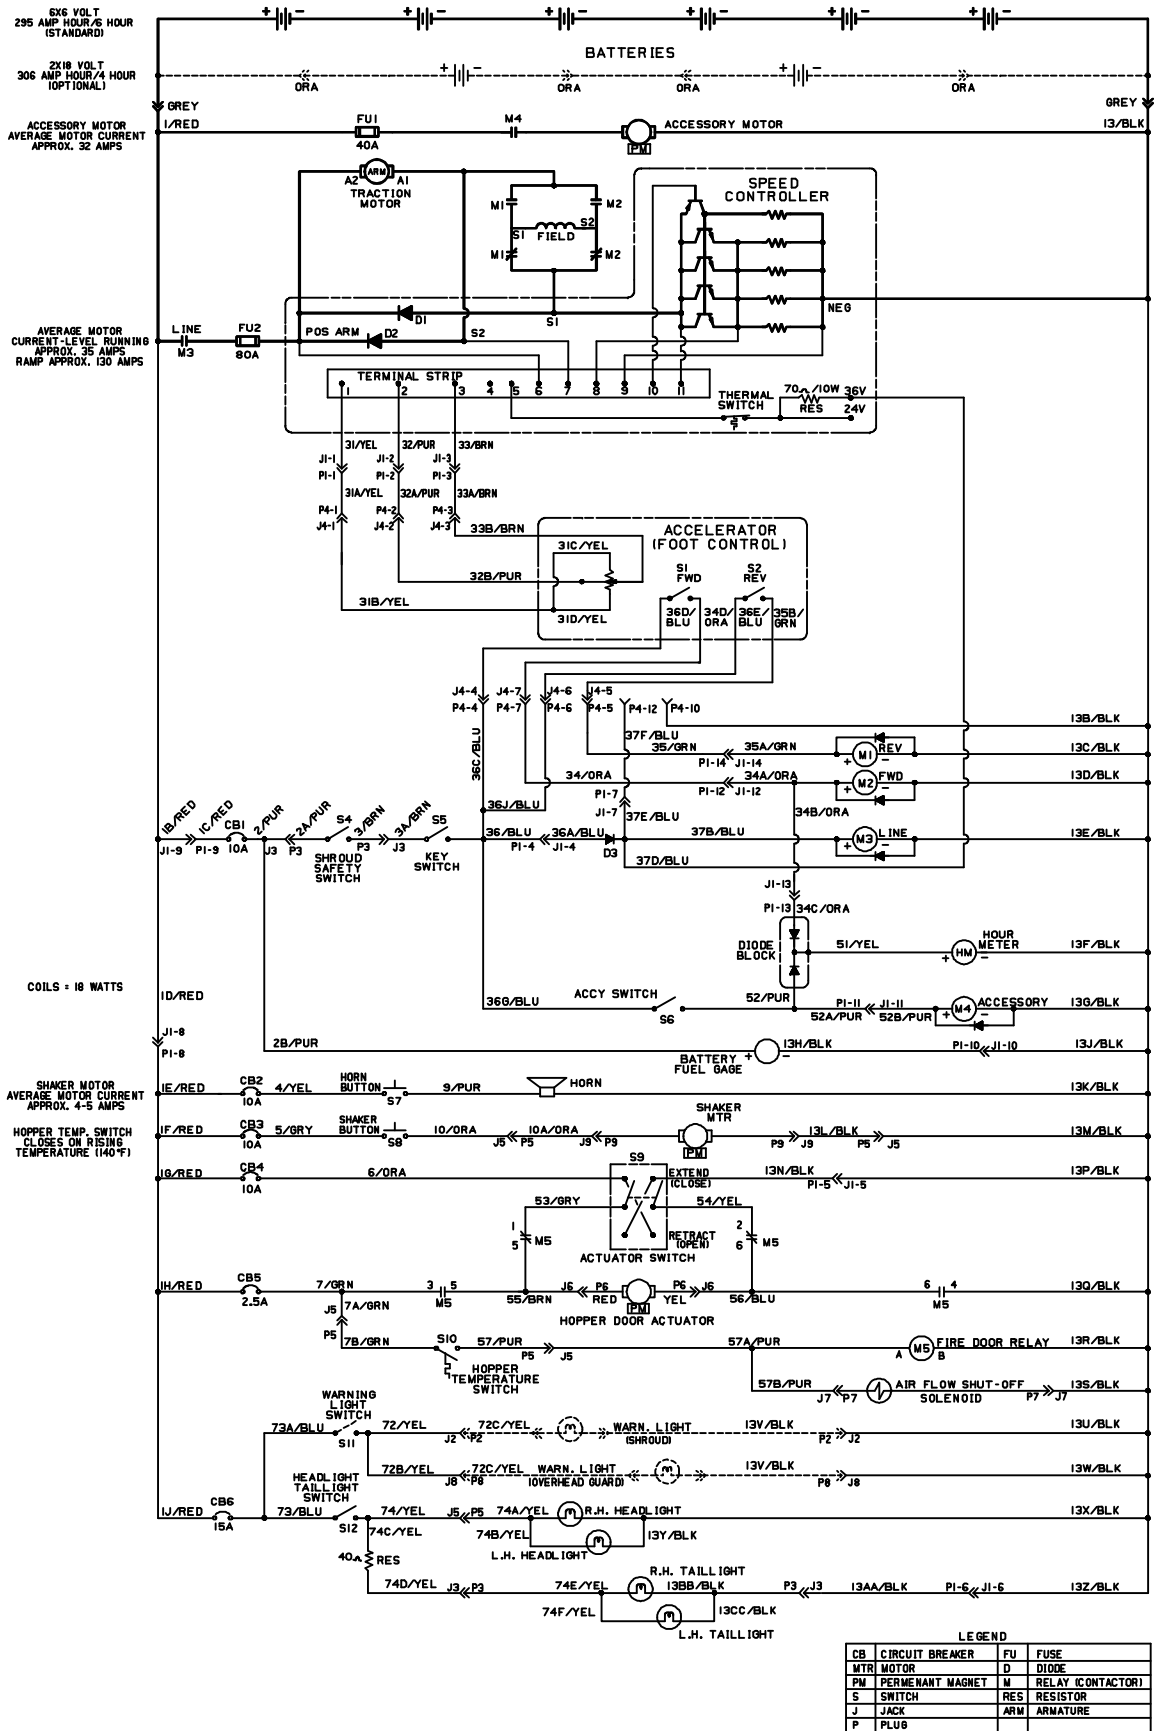 6X6 VOLT
295 AMP HOUR/6 HOUR
(STANDARD)
+ - + - + - + - + - + -
BATTERIES
2X18 VOLT
306 AMP HOUR/4 HOUR
(OPTIONAL)
ORA + - ORA ORA + - ORA
GREY GREY
ACCESSORY MOTOR
AVERAGE MOTOR CURRENT
APPROX. 32 AMPS
1/RED FU1 M4 ACCESSORY MOTOR 13/BLK
40A PM
A2 ARM A1
TRACTION
MOTOR
SPEED
CONTROLLER
M1 M2
S1 FIELD S2
M1 M2
D1 S1 NEG
AVERAGE MOTOR
CURRENT-LEVEL RUNNING
APPROX. 35 AMPS
RAMP APPROX. 130 AMPS
LINE FU2 POS ARM D2 S2
M3 80A
TERMINAL STRIP
1 2 3 4 5 6 7 8 9 10 11
THERMAL
SWITCH
70Ω/10W 36V
RES 24V
31/YEL 32/PUR 33/BRN
J1-1 J1-2 J1-3
P1-1 P1-2 P1-3
31A/YEL 32A/PUR 33A/BRN
P4-1 P4-2 P4-3
J4-1 J4-2 J4-3
33B/BRN
ACCELERATOR
(FOOT CONTROL)
31C/YEL
32B/PUR
31B/YEL
31D/YEL
S1 S2
FWD REV
36D/ 34D/ 36E/ 35B/
BLU ORA BLU GRN
J4-4 J4-7 J4-6 J4-5
P4-4 P4-7 P4-6 P4-5 P4-12 P4-10
13B/BLK
36C/BLU
37F/BLU
35/GRN 35A/GRN REV 13C/BLK
P1-14 J1-14 + M1 -
34/ORA 34A/ORA FWD 13D/BLK
P1-7 P1-12 J1-12 + M2 -
J1-7
36J/BLU 37E/BLU 34B/ORA
1B/RED 1C/RED CB1 2/PUR 2A/PUR S4 3/BRN 3A/BRN S5
36/BLU 36A/BLU 37B/BLU M3 LINE 13E/BLK
J1-9 P1-9 10A J3 P3 P3 J3 P1-4 J1-4 D3 + -
SHROUD
SAFETY
SWITCH
KEY
SWITCH
37D/BLU
J1-13
P1-13 34C/ORA
DIODE
BLOCK
51/YEL HOUR
METER 13F/BLK
+ HM -
COILS = 18 WATTS
1D/RED
36G/BLU ACCY SWITCH 52/PUR P1-11 J1-11 M4 ACCESSORY 13G/BLK
S6 52A/PUR 52B/PUR + -
J1-8
P1-8
2B/PUR + - 13H/BLK P1-10 J1-10 13J/BLK
BATTERY
FUEL GAGE
SHAKER MOTOR
AVERAGE MOTOR CURRENT
APPROX. 4-5 AMPS
1E/RED CB2 4/YEL HORN
BUTTON 9/PUR HORN 13K/BLK
10A S7
HOPPER TEMP. SWITCH
CLOSES ON RISING
TEMPERATURE (140°F)
1F/RED CB3 5/GRY SHAKER
BUTTON 10/ORA 10A/ORA SHAKER
MTR 13L/BLK 13M/BLK
10A S8 J5 P5 J9 P9 PM P9 J9 P5 J5
1G/RED CB4 6/ORA S9 EXTEND
(CLOSE) 13N/BLK 13P/BLK
10A P1-5 J1-5
53/GRY 54/YEL
1 M5 2 M5
5 6
RETRACT
(OPEN)
ACTUATOR SWITCH
1H/RED CB5 7/GRN 3 5 J6 P6 P6 J6 6 4 13Q/BLK
2.5A M5 55/BRN RED PM YEL 56/BLU M5
HOPPER DOOR ACTUATOR
J5 7A/GRN
P5
7B/GRN S10 57/PUR 57A/PUR M5 FIRE DOOR RELAY 13R/BLK
P5 J5 A B
HOPPER
TEMPERATURE
SWITCH
57B/PUR AIR FLOW SHUT-OFF
SOLENOID 13S/BLK
J7 P7 P7 J7
WARNING
LIGHT
SWITCH
73A/BLU S11 72/YEL 72C/YEL WARN. LIGHT
(SHROUD) 13V/BLK 13U/BLK
J2 P2 P2 J2
72B/YEL 72C/YEL WARN. LIGHT
(OVERHEAD GUARD) 13V/BLK 13W/BLK
J8 P8 P8 J8
HEADLIGHT
TAILLIGHT
SWITCH
1J/RED CB6 73/BLU 74/YEL J5 P5 74A/YEL R.H. HEADLIGHT 13X/BLK
15A S12
74C/YEL 74B/YEL 13Y/BLK
L.H. HEADLIGHT
40Ω RES
R.H. TAILLIGHT
74D/YEL J3 P3 74E/YEL 13BB/BLK P3 J3 13AA/BLK P1-6 J1-6 13Z/BLK
74F/YEL 13CC/BLK
L.H. TAILLIGHT
LEGEND
CB CIRCUIT BREAKER FU FUSE
MTR MOTOR D DIODE
PM PERMENANT MAGNET M RELAY (CONTACTOR)
S SWITCH RES RESISTOR
J JACK ARM ARMATURE
P PLUG